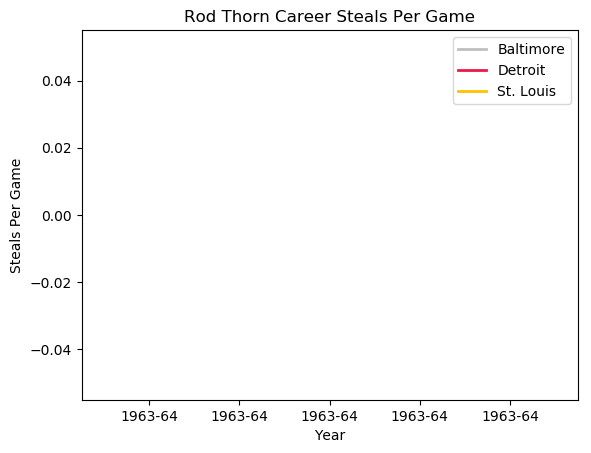 Rod Thorn Career Steals Per Game
Baltimore
Detroit
St. Louis
0.04
0.02
0.00
−0.02
−0.04
Steals Per Game
1963-64 1963-64 1963-64 1963-64 1963-64
Year